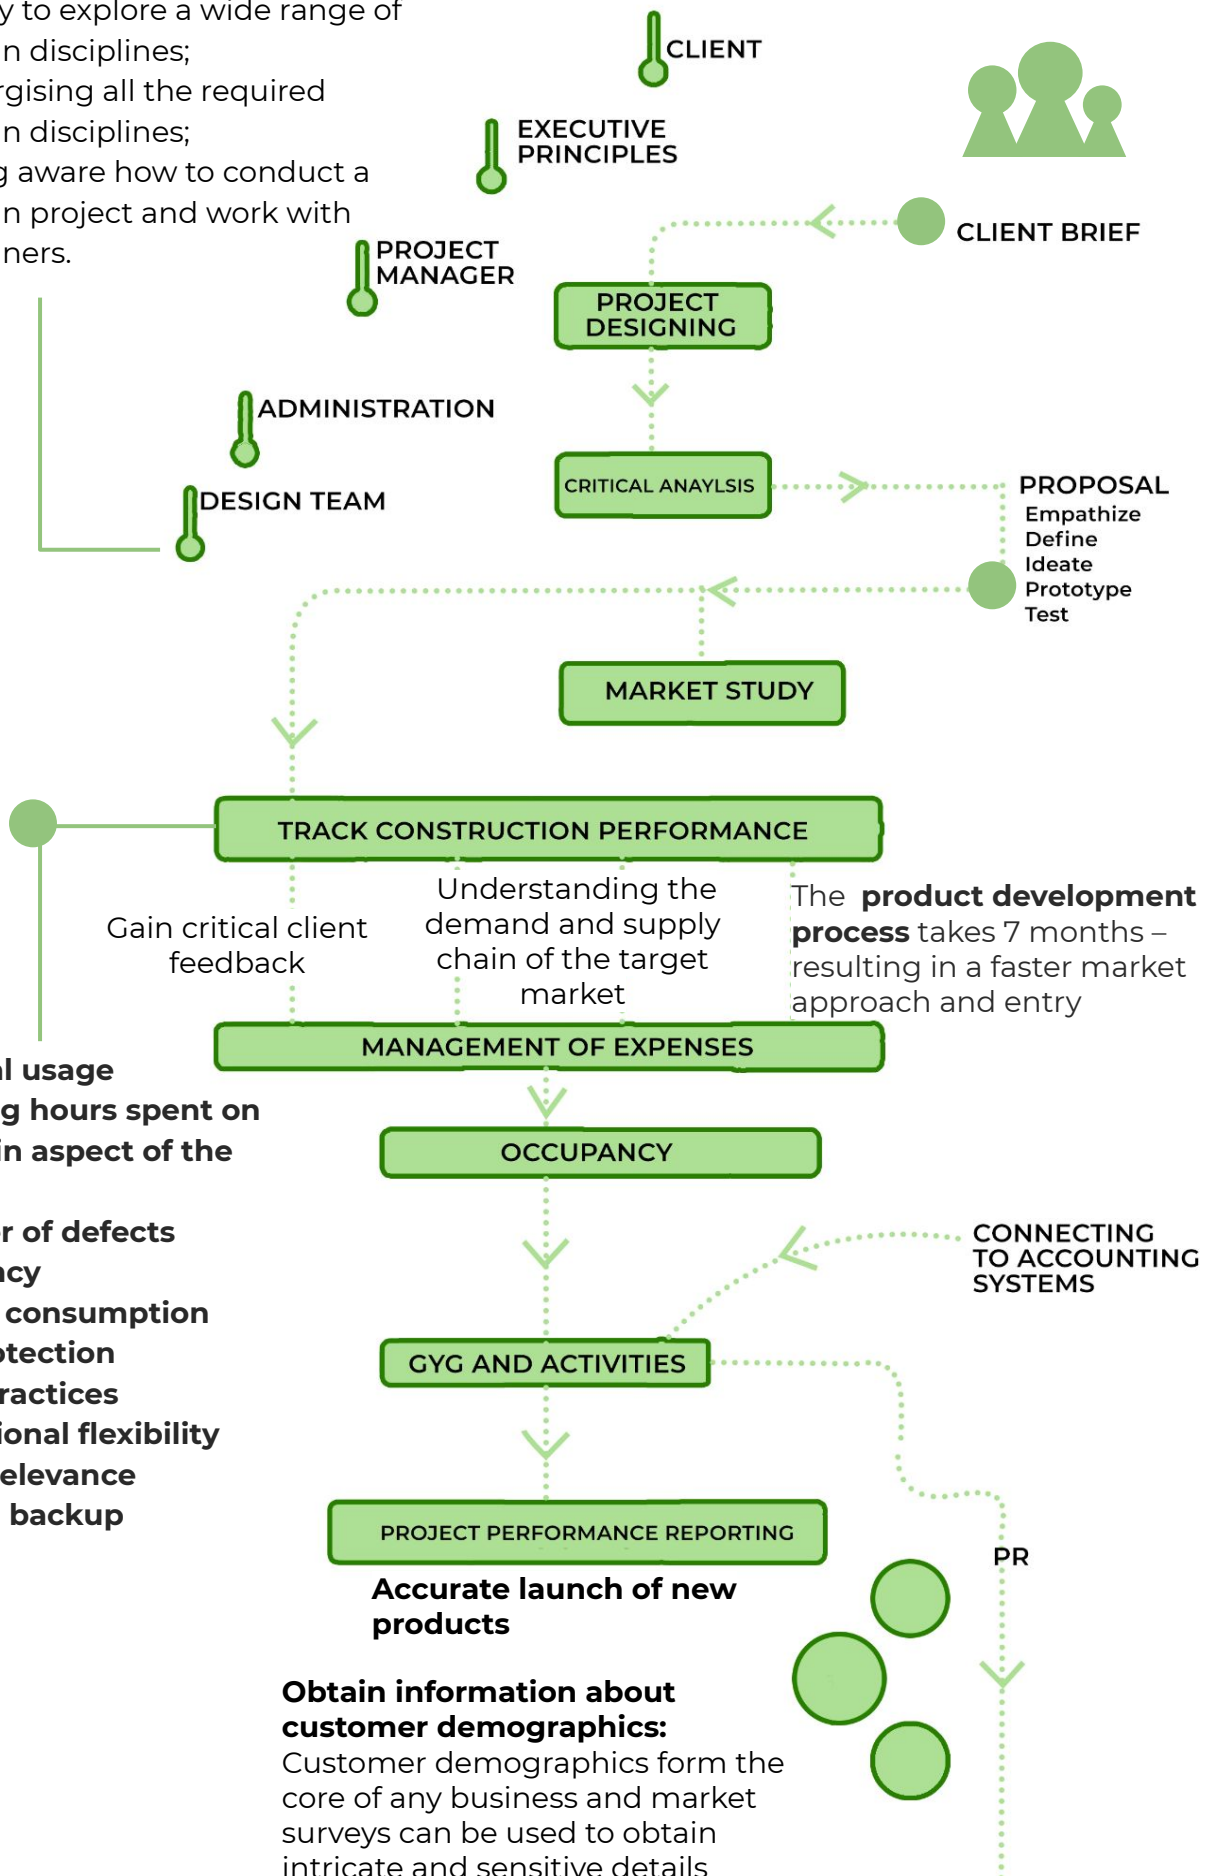 y to explore a wide range of
n disciplines;
rgising all the required
n disciplines;
g aware how to conduct a
n project and work with
ners.
CLIENT
EXECUTIVE
PRINCIPLES
PROJECT
MANAGER
ADMINISTRATION
DESIGN TEAM
CLIENT BRIEF
PROJECT
DESIGNING
CRITICAL ANAYLSIS
PROPOSAL
Empathize
Define
Ideate
Prototype
Test
MARKET STUDY
TRACK CONSTRUCTION PERFORMANCE
Gain critical client
feedback
Understanding the
demand and supply
chain of the target
market
The product development
process takes 7 months –
resulting in a faster market
approach and entry
MANAGEMENT OF EXPENSES
l usage
g hours spent on
in aspect of the
r of defects
ncy
consumption
otection
ractices
ional flexibility
elevance
backup
OCCUPANCY
CONNECTING
TO ACCOUNTING
SYSTEMS
GYG AND ACTIVITIES
PROJECT PERFORMANCE REPORTING
PR
Accurate launch of new
products
Obtain information about
customer demographics:
Customer demographics form the
core of any business and market
surveys can be used to obtain
intricate and sensitive details